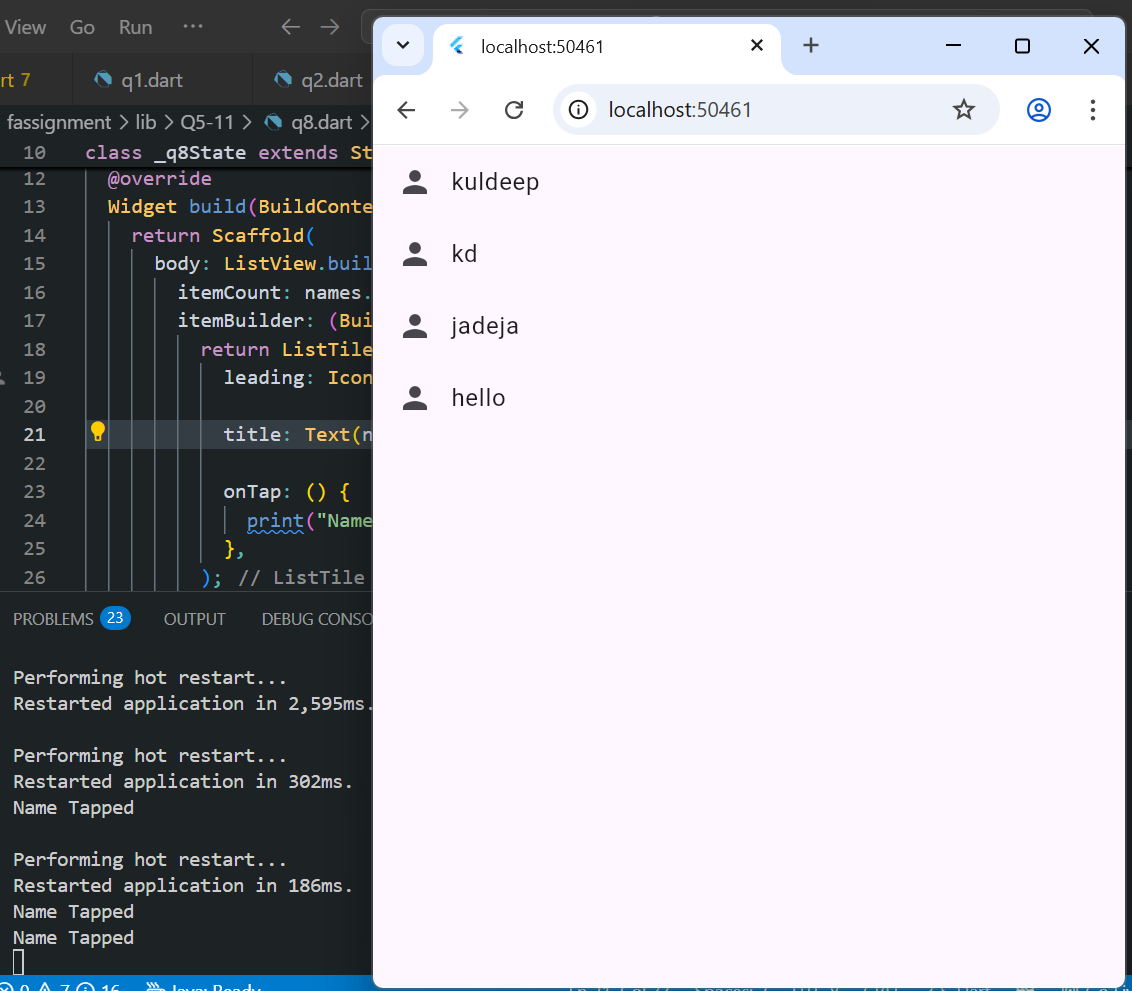 View Go Run ...
rt 7 q1.dart q2.dart
fassignment > lib > Q5-11 > q8.dart >
10 class _q8State extends St
12 @override
13 Widget build(BuildConte
14 return Scaffold(
15 body: ListView.buil
16 itemCount: names.
17 itemBuilder: (Bui
18 return ListTile
19 leading: Icon
20
21 title: Text(n
22
23 onTap: () {
24 print("Name
25 },
26 ); // ListTile
PROBLEMS 23 OUTPUT DEBUG CONSO
Performing hot restart...
Restarted application in 2,595ms.
Performing hot restart...
Restarted application in 302ms.
Name Tapped
Performing hot restart...
Restarted application in 186ms.
Name Tapped
Name Tapped
0 7 16 Java: Ready
localhost:50461
localhost:50461
kuldeep
kd
jadeja
hello